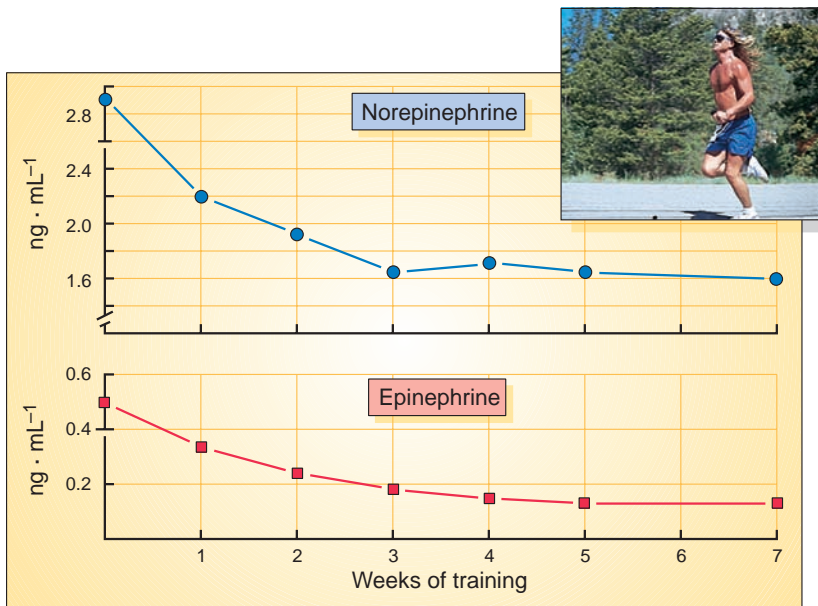 Norepinephrine
ng · mL–1
2.8
2.4
2.0
1.6
Epinephrine
ng · mL–1
0.6
0.4
0.2
1 2 3 4 5 6 7
Weeks of training